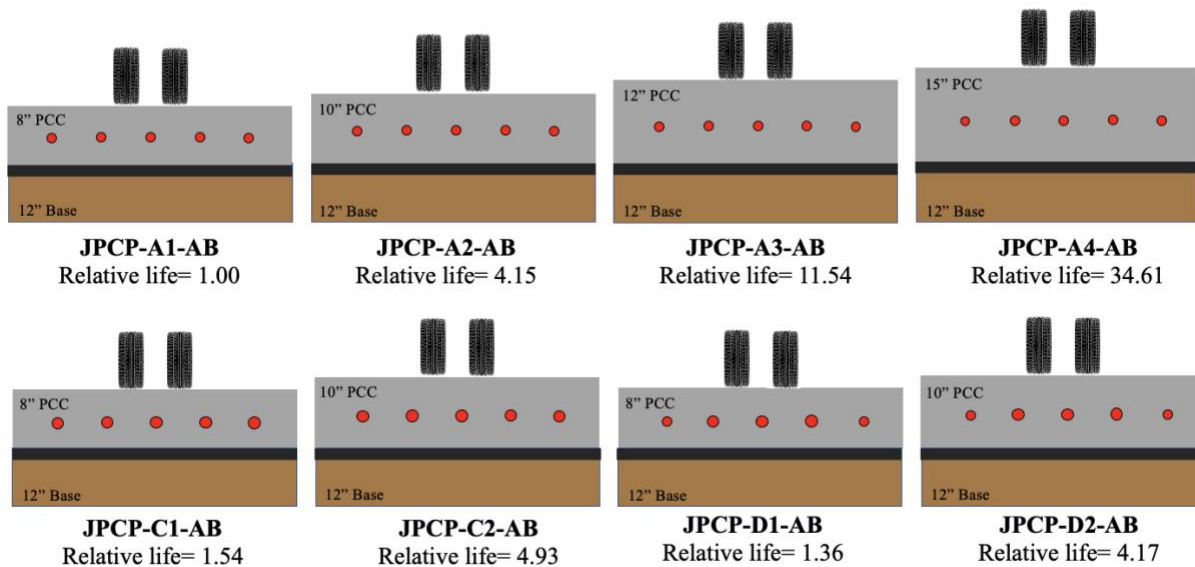 8” PCC
12” Base
JPCP-A1-AB
Relative life= 1.00
10” PCC
12” Base
JPCP-A2-AB
Relative life= 4.15
12” PCC
12” Base
JPCP-A3-AB
Relative life= 11.54
15” PCC
12” Base
JPCP-A4-AB
Relative life= 34.61
8” PCC
12” Base
JPCP-C1-AB
Relative life= 1.54
10” PCC
12” Base
JPCP-C2-AB
Relative life= 4.93
8” PCC
12” Base
JPCP-D1-AB
Relative life= 1.36
10” PCC
12” Base
JPCP-D2-AB
Relative life= 4.17